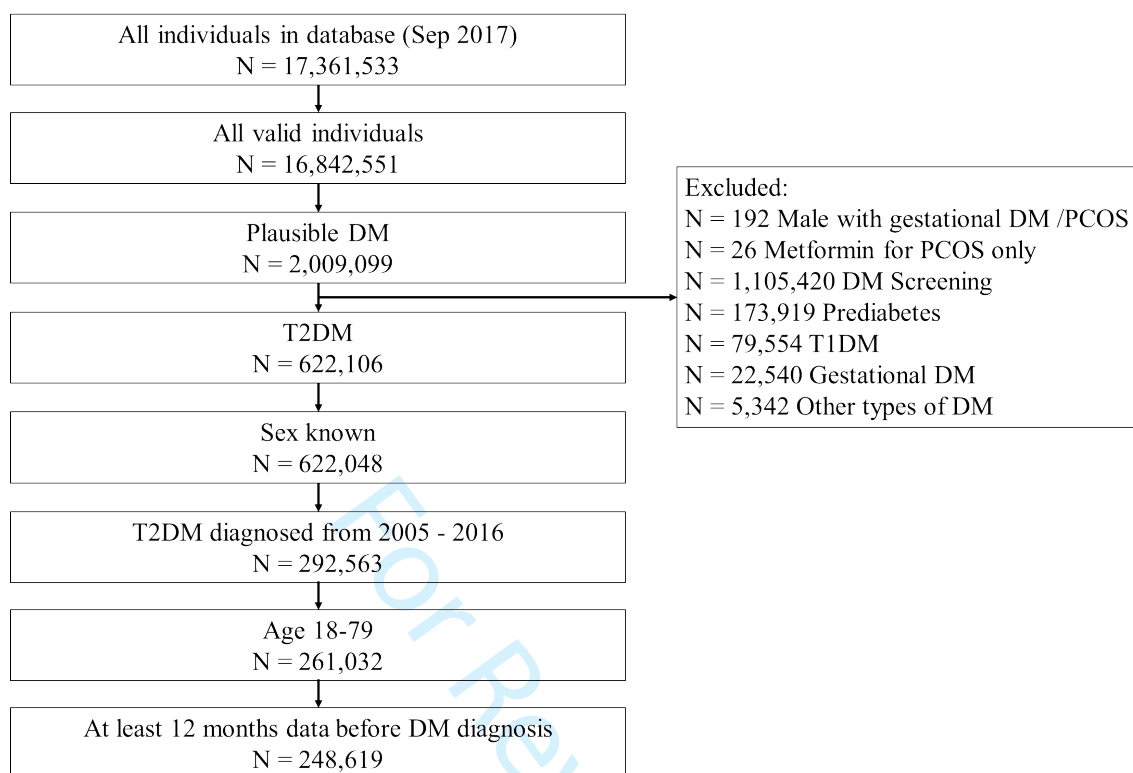 All individuals in database (Sep 2017)
N = 17,361,533
All valid individuals
N = 16,842,551
Plausible DM
N = 2,009,099
Excluded:
N = 192 Male with gestational DM /PCOS
N = 26 Metformin for PCOS only
N = 1,105,420 DM Screening
N = 173,919 Prediabetes
N = 79,554 T1DM
N = 22,540 Gestational DM
N = 5,342 Other types of DM
T2DM
N = 622,106
Sex known
N = 622,048
T2DM diagnosed from 2005 - 2016
N = 292,563
Age 18-79
N = 261,032
At least 12 months data before DM diagnosis
N = 248,619
For Rev